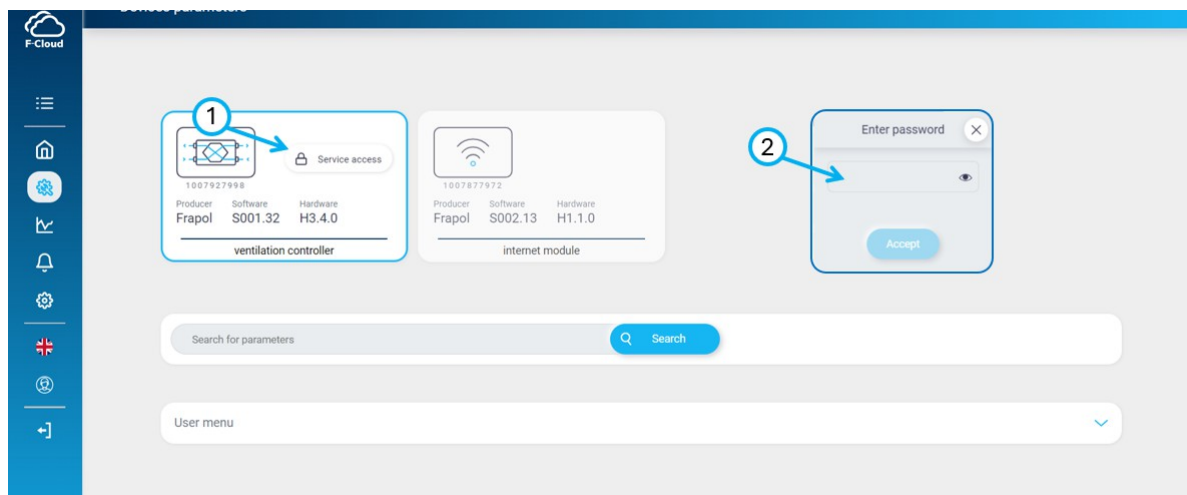 F-Cloud
1
Service access
1007927998
Producer Software Hardware
Frapol S001.32 H3.4.0
ventilation controller
1007877972
Producer Software Hardware
Frapol S002.13 H1.1.0
internet module
2
Enter password
Accept
Search for parameters
Search
User menu